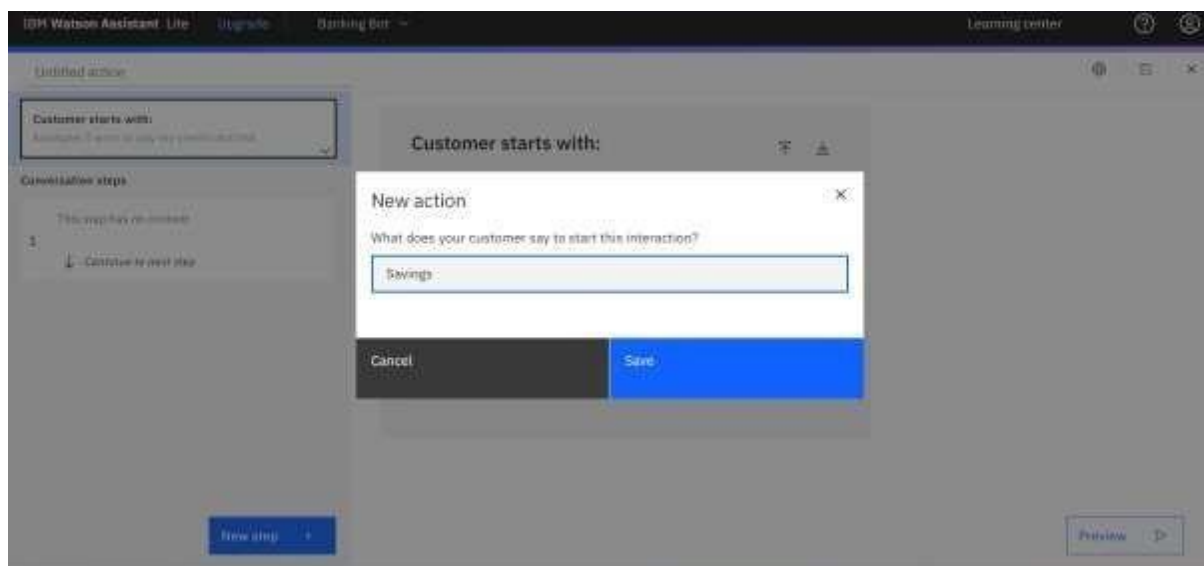 IBM Watson Assistant Lite Upgrade Banking Bot Learning center
Untitled action
Customer starts with:
Customer starts with:
Conversation steps
This step has no content
1
Continue to next step
New action
What does your customer say to start this interaction?
Savings
Cancel Save
New step +
Preview